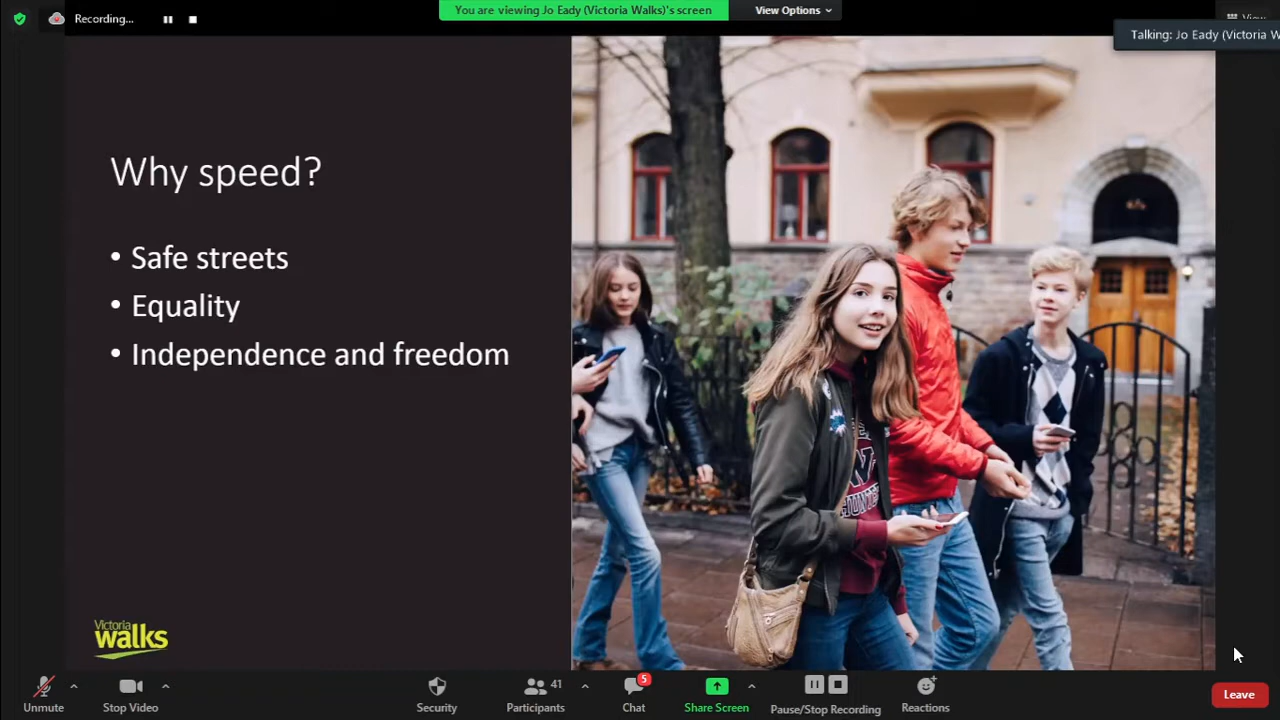 Recording...
You are viewing Jo Eady (Victoria Walks)'s screen
View Options
View
Talking: Jo Eady (Victoria W
Why speed?
• Safe streets
• Equality
• Independence and freedom
Victoria
walks
Unmute
Stop Video
Security
41
Participants
5
Chat
Share Screen
Pause/Stop Recording
Reactions
Leave